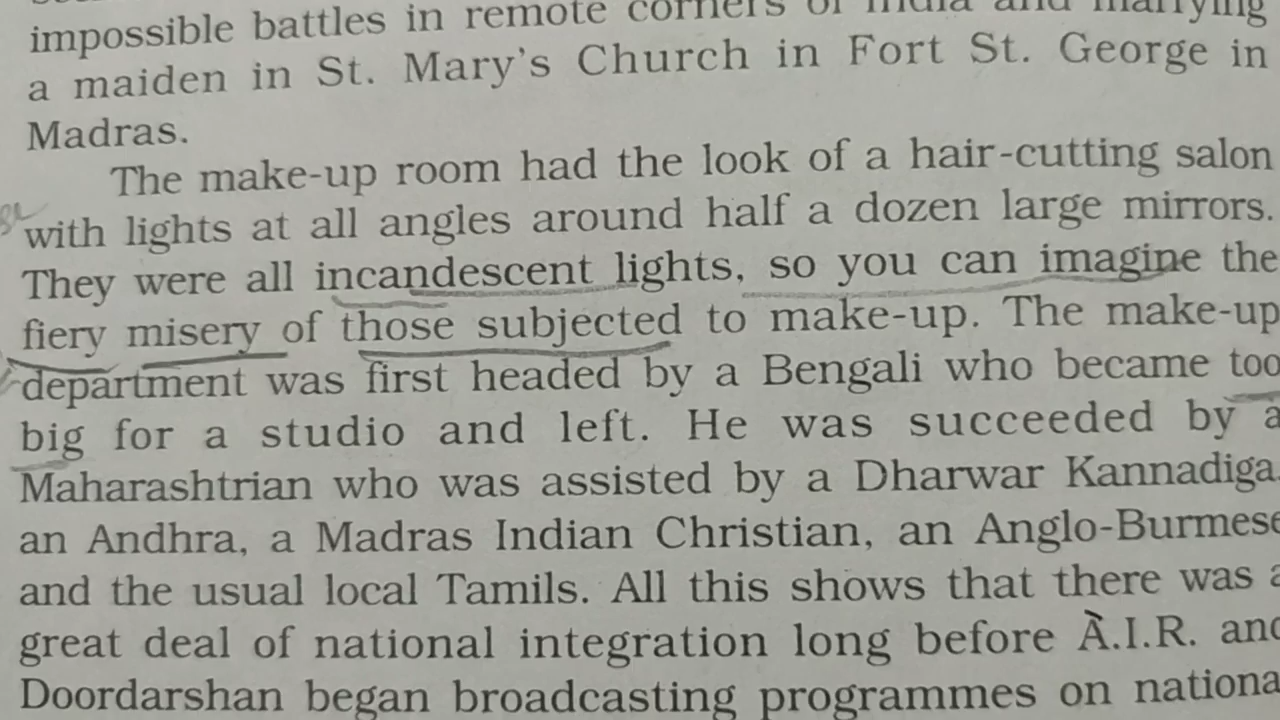 impossible battles in remote corners of India and marrying
a maiden in St. Mary's Church in Fort St. George in
Madras.
The make-up room had the look of a hair-cutting salon
with lights at all angles around half a dozen large mirrors.
They were all incandescent lights, so you can imagine the
fiery misery of those subjected to make-up. The make-up
department was first headed by a Bengali who became too
big for a studio and left. He was succeeded by a
Maharashtrian who was assisted by a Dharwar Kannadiga,
an Andhra, a Madras Indian Christian, an Anglo-Burmese
and the usual local Tamils. All this shows that there was a
great deal of national integration long before A.I.R. and
Doordarshan began broadcasting programmes on nationa